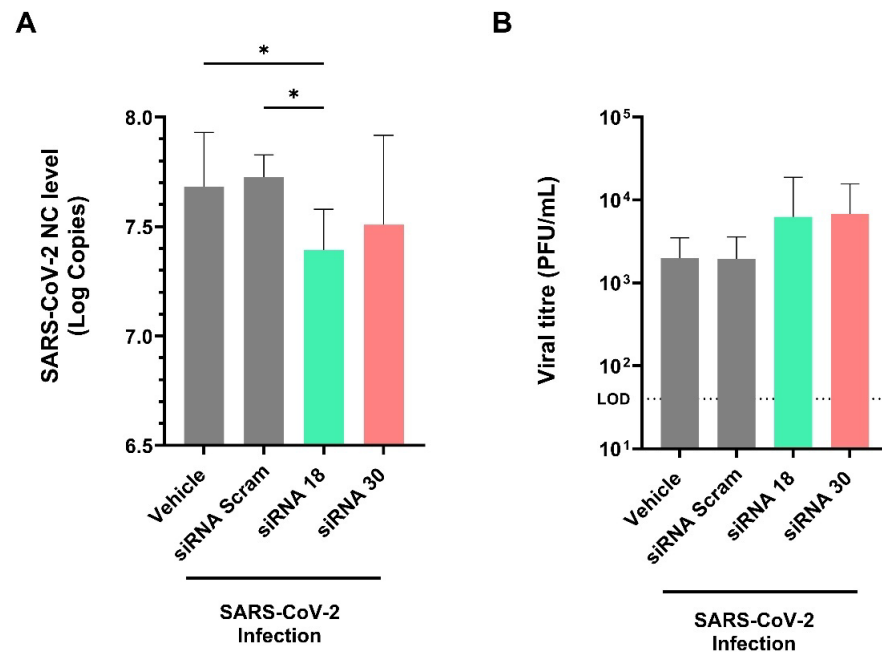 A
B
*
*
SARS-CoV-2 NC level
(Log Copies)
8.0
7.5
7.0
6.5
Vehicle
siRNA Scram
siRNA 18
siRNA 30
SARS-CoV-2
Infection
Viral titre (PFU/mL)
10⁵
10⁴
10³
10²
LOD
10¹
Vehicle
siRNA Scram
siRNA 18
siRNA 30
SARS-CoV-2
Infection